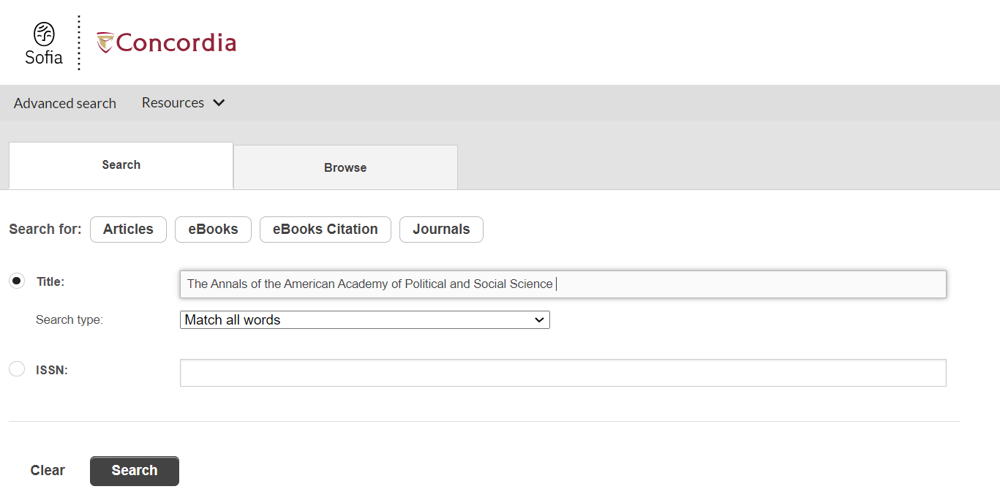 Sofia
Concordia
Advanced search Resources
Search Browse
Search for: Articles eBooks eBooks Citation Journals
Title: The Annals of the American Academy of Political and Social Science
Search type: Match all words
ISSN:
Clear Search